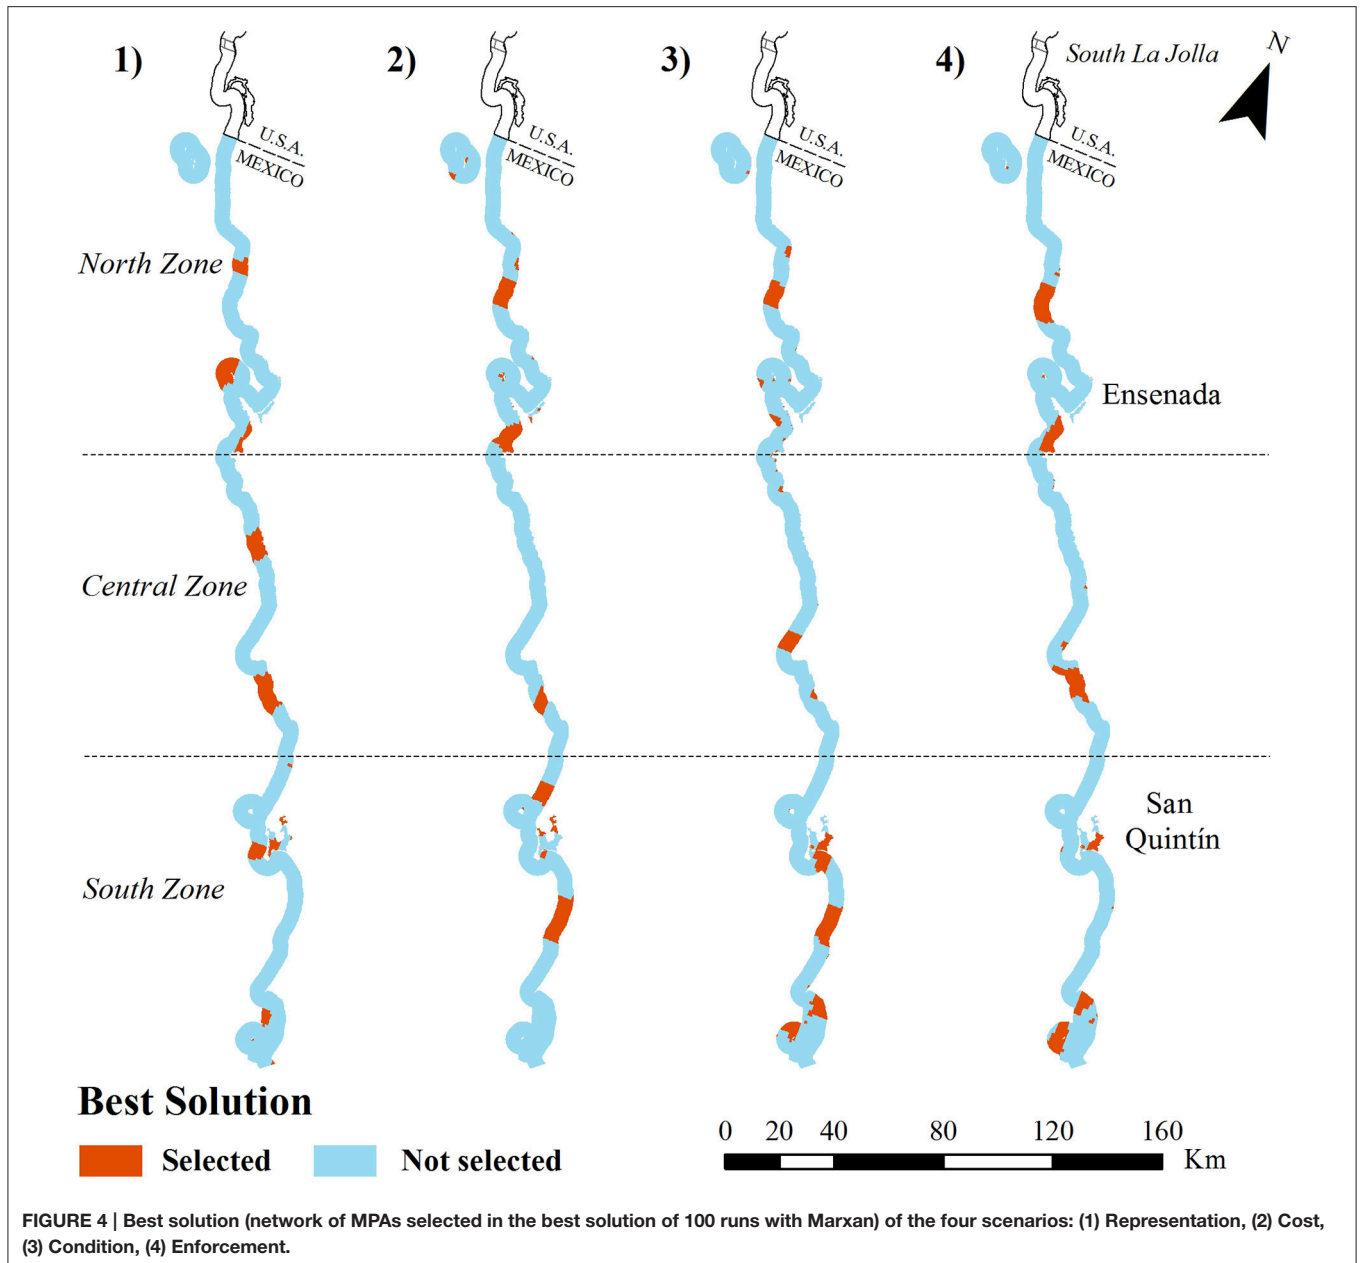 1)
2)
3)
4)
South La Jolla
N
U.S.A.
MEXICO
U.S.A.
MEXICO
U.S.A.
MEXICO
U.S.A.
MEXICO
North Zone
Ensenada
Central Zone
San
Quintín
South Zone
Best Solution
Selected
Not selected
0 20 40 80 120 160
Km
FIGURE 4 | Best solution (network of MPAs selected in the best solution of 100 runs with Marxan) of the four scenarios: (1) Representation, (2) Cost,
(3) Condition, (4) Enforcement.